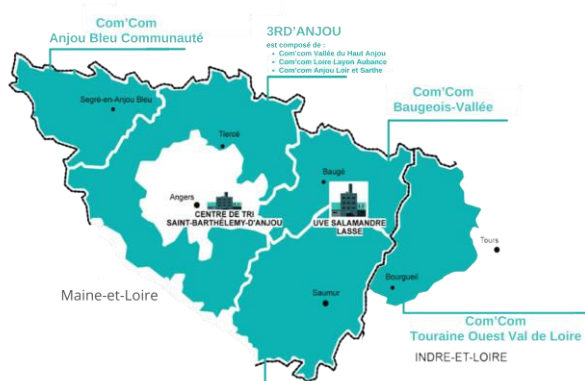 Com'Com
Anjou Bleu Communauté
3RD'ANJOU
est composé de :
• Com'com Vallée du Haut Anjou
• Com'com Loire Layon Aubance
• Com'com Anjou Loir et Sarthe
Com'Com
Baugeois-Vallée
Segré-en-Anjou Bleu
Tiercé
Baugé
Angers
CENTRE DE TRI
SAINT-BARTHÉLEMY-D'ANJOU
UVE SALAMANDRE
LASSE
Tours
Maine-et-Loire
Bourgueil
Saumur
Com'Com
Touraine Ouest Val de Loire
INDRE-ET-LOIRE